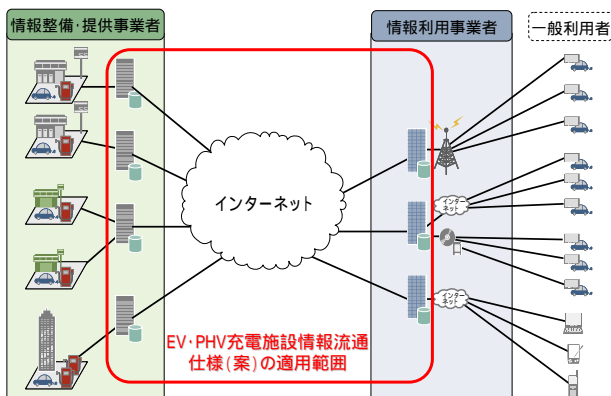 情報整備・提供事業者
情報利用事業者
一般利用者
インターネット
インター
ネット
インター
ネット
EV・PHV充電施設情報流通
仕様(案)の適用範囲